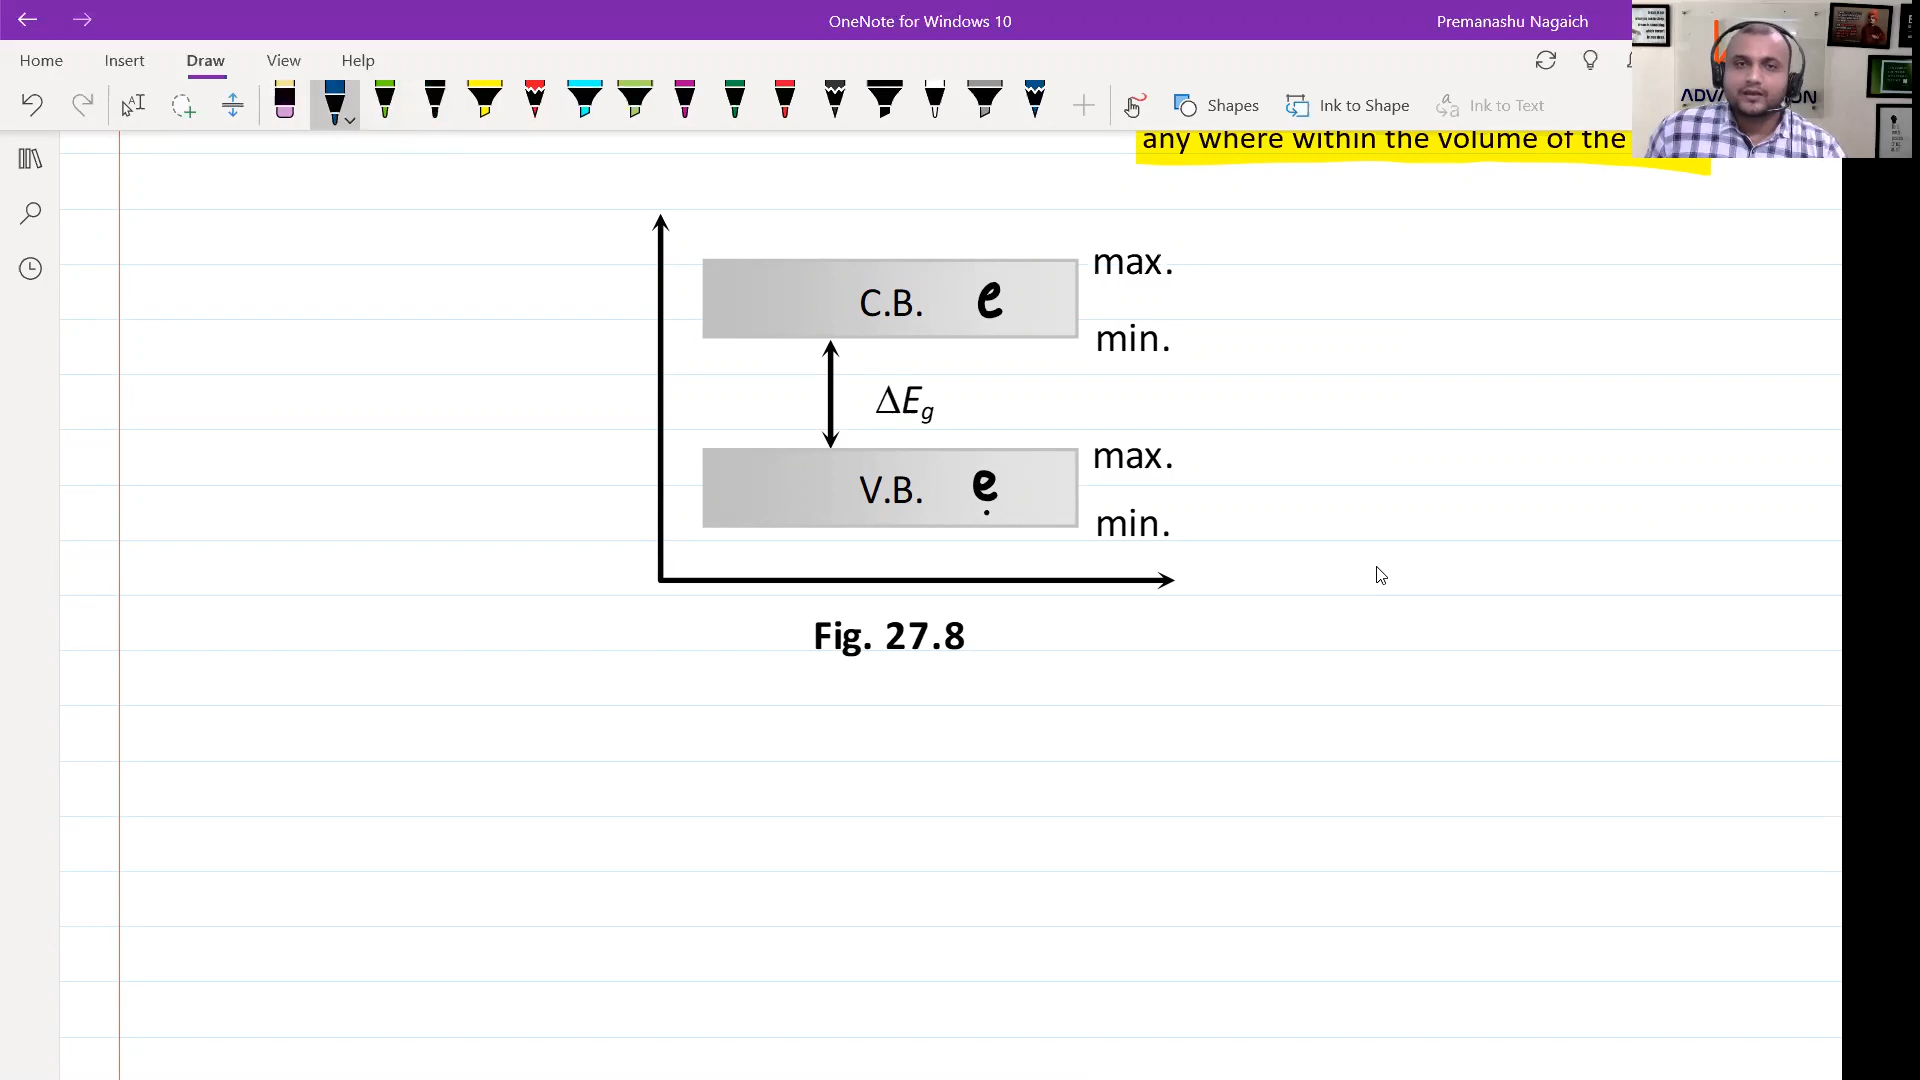 OneNote for Windows 10
Premanashu Nagaich
Home Insert Draw View Help
Shapes Ink to Shape Ink to Text
any where within the volume of the
max.
C.B. e
min.
ΔEg
max.
V.B. e
min.
Fig. 27.8